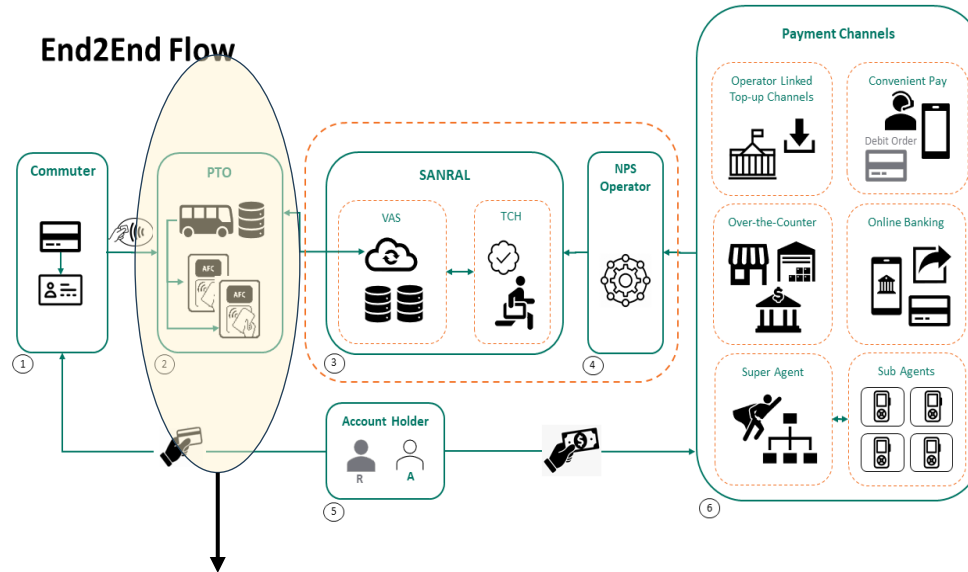 End2End Flow
Commuter
1
PTO
AFC
AFC
2
SANRAL
VAS
TCH
3
NPS
Operator
4
Account Holder
R
A
5
$
Payment Channels
Operator Linked
Top-up Channels
Convenient Pay
Debit Order
Over-the-Counter
$
Online Banking
Super Agent
Sub Agents
6